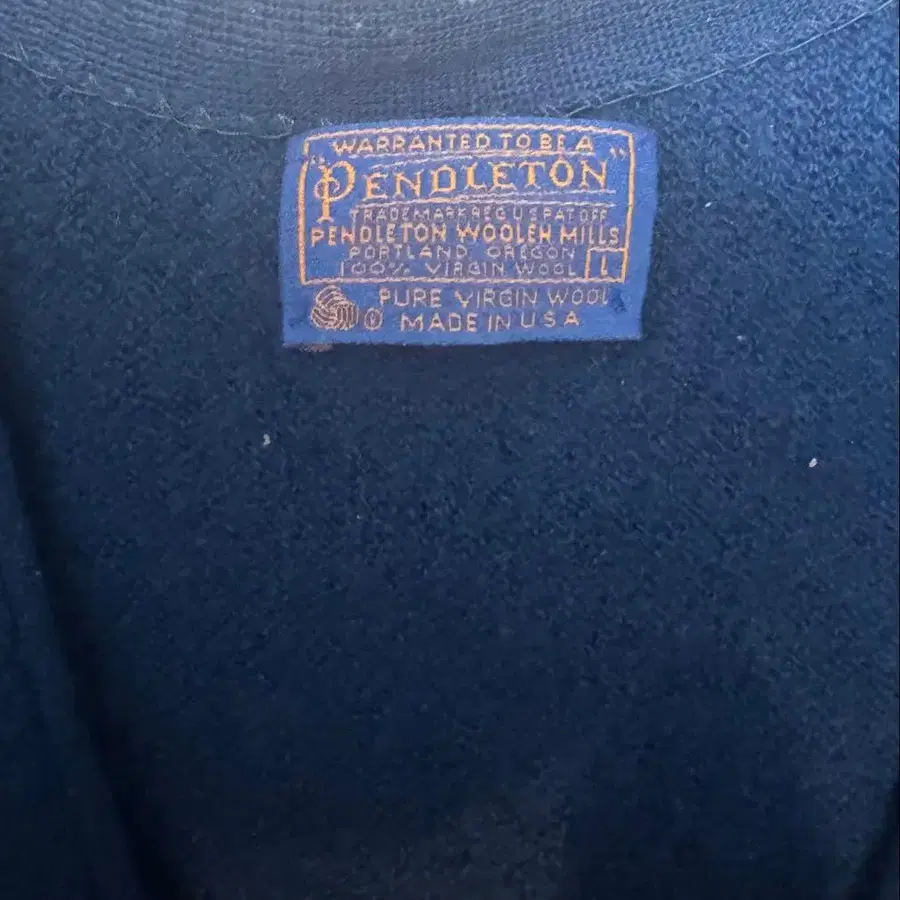 WARRANTED TO BE A
"PENDLETON"
TRADEMARK REG U S PAT OFF
PENDLETON WOOLEN MILLS
PORTLAND, OREGON
100% VIRGIN WOOL L
PURE VIRGIN WOOL
MADE IN U S A